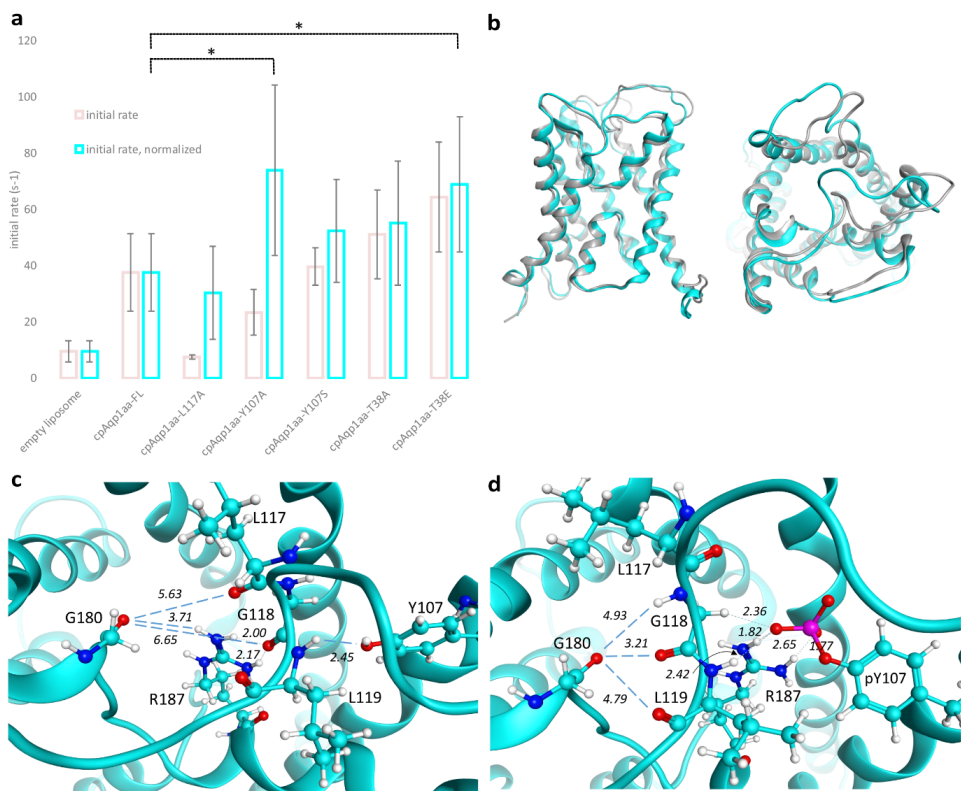 a
b
*
*
120
100
80
60
40
20
0
initial rate (s-1)
initial rate
initial rate, normalized
empty liposome
cpAqp1aa-FL
cpAqp1aa-L117A
cpAqp1aa-Y107A
cpAqp1aa-Y107S
cpAqp1aa-T38A
cpAqp1aa-T38E
c
L117
5.63
G118
G180
3.71
Y107
6.65
2.00
2.17
2.45
R187
L119
d
L117
4.93
G118
2.36
G180
3.21
1.82
2.65
1.77
2.42
pY107
R187
4.79
L119